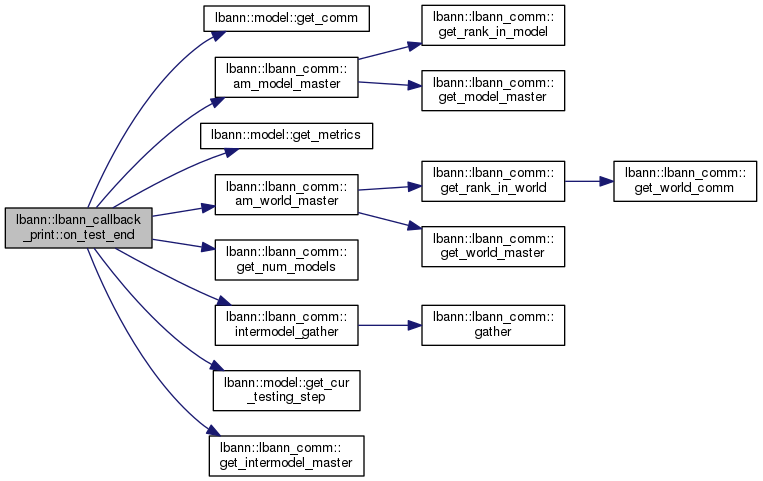 lbann::model::get_comm
lbann::lbann_comm::
get_rank_in_model
lbann::lbann_comm::
am_model_master
lbann::lbann_comm::
get_model_master
lbann::model::get_metrics
lbann::lbann_comm::
am_world_master
lbann::lbann_comm::
get_rank_in_world
lbann::lbann_comm::
get_world_comm
lbann::lbann_callback
_print::on_test_end
lbann::lbann_comm::
get_world_master
lbann::lbann_comm::
get_num_models
lbann::lbann_comm::
intermodel_gather
lbann::lbann_comm::
gather
lbann::model::get_cur
_testing_step
lbann::lbann_comm::
get_intermodel_master